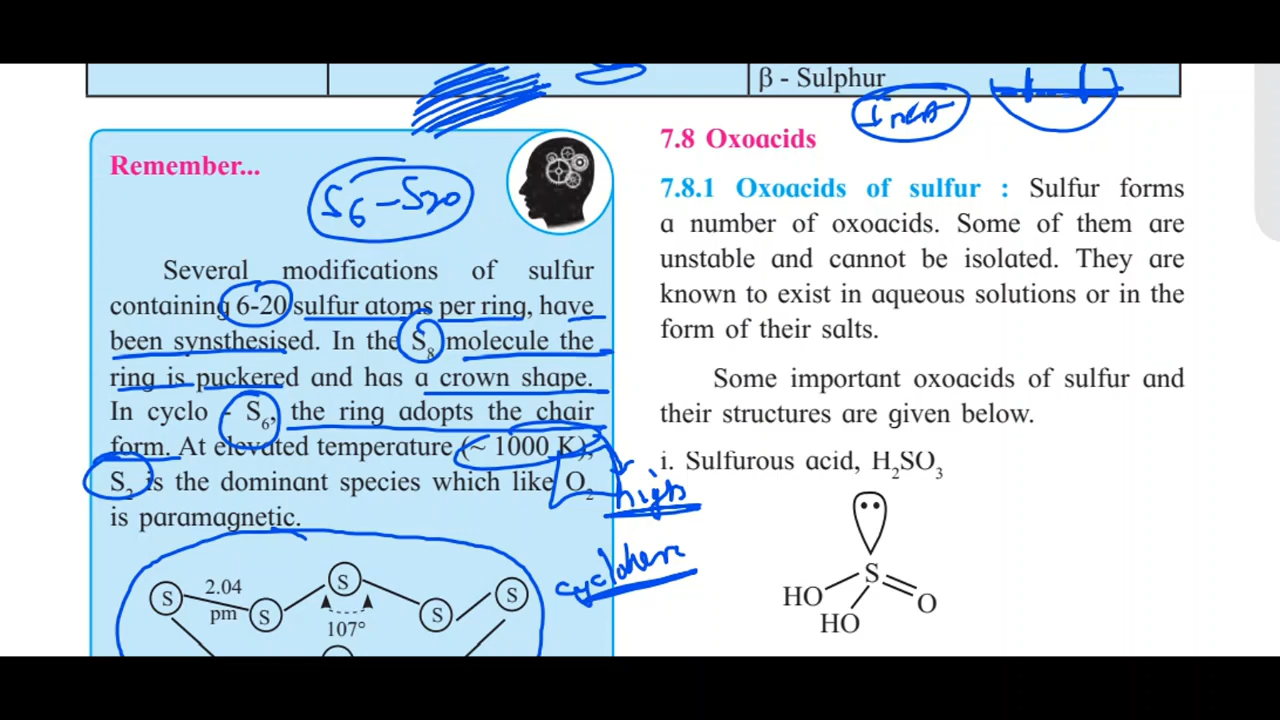 β - Sulphur
Remember...
S6 - S20
Several modifications of sulfur
containing 6-20 sulfur atoms per ring, have
been synsthesised. In the S₈ molecule the
ring is puckered and has a crown shape.
In cyclo - S₆, the ring adopts the chair
form. At elevated temperature (~ 1000 K),
S₂ is the dominant species which like O₂
is paramagnetic.
high
S
2.04
pm
S
S
107°
S
S
7.8 Oxoacids
7.8.1 Oxoacids of sulfur : Sulfur forms
a number of oxoacids. Some of them are
unstable and cannot be isolated. They are
known to exist in aqueous solutions or in the
form of their salts.
Some important oxoacids of sulfur and
their structures are given below.
i. Sulfurous acid, H₂SO₃
S
HO
O
HO